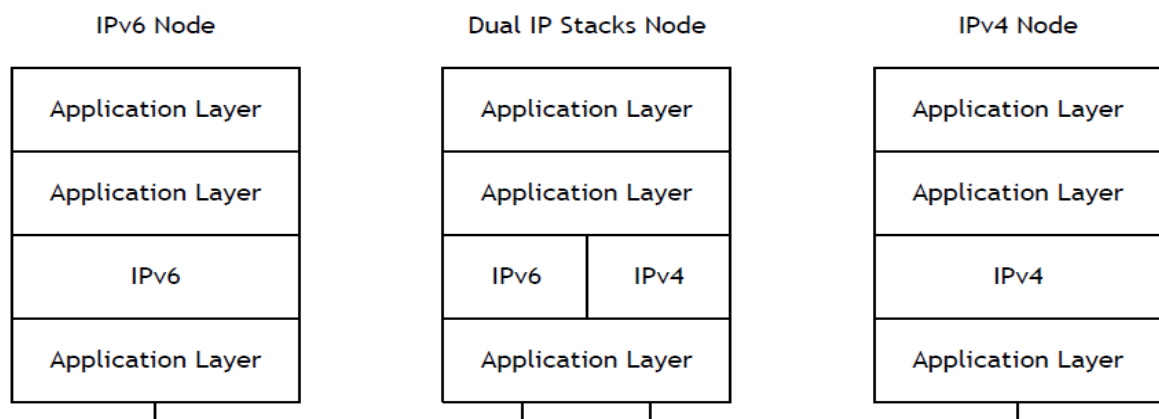 IPv6 Node
Application Layer
Application Layer
IPv6
Application Layer
Dual IP Stacks Node
Application Layer
Application Layer
IPv6
IPv4
Application Layer
IPv4 Node
Application Layer
Application Layer
IPv4
Application Layer